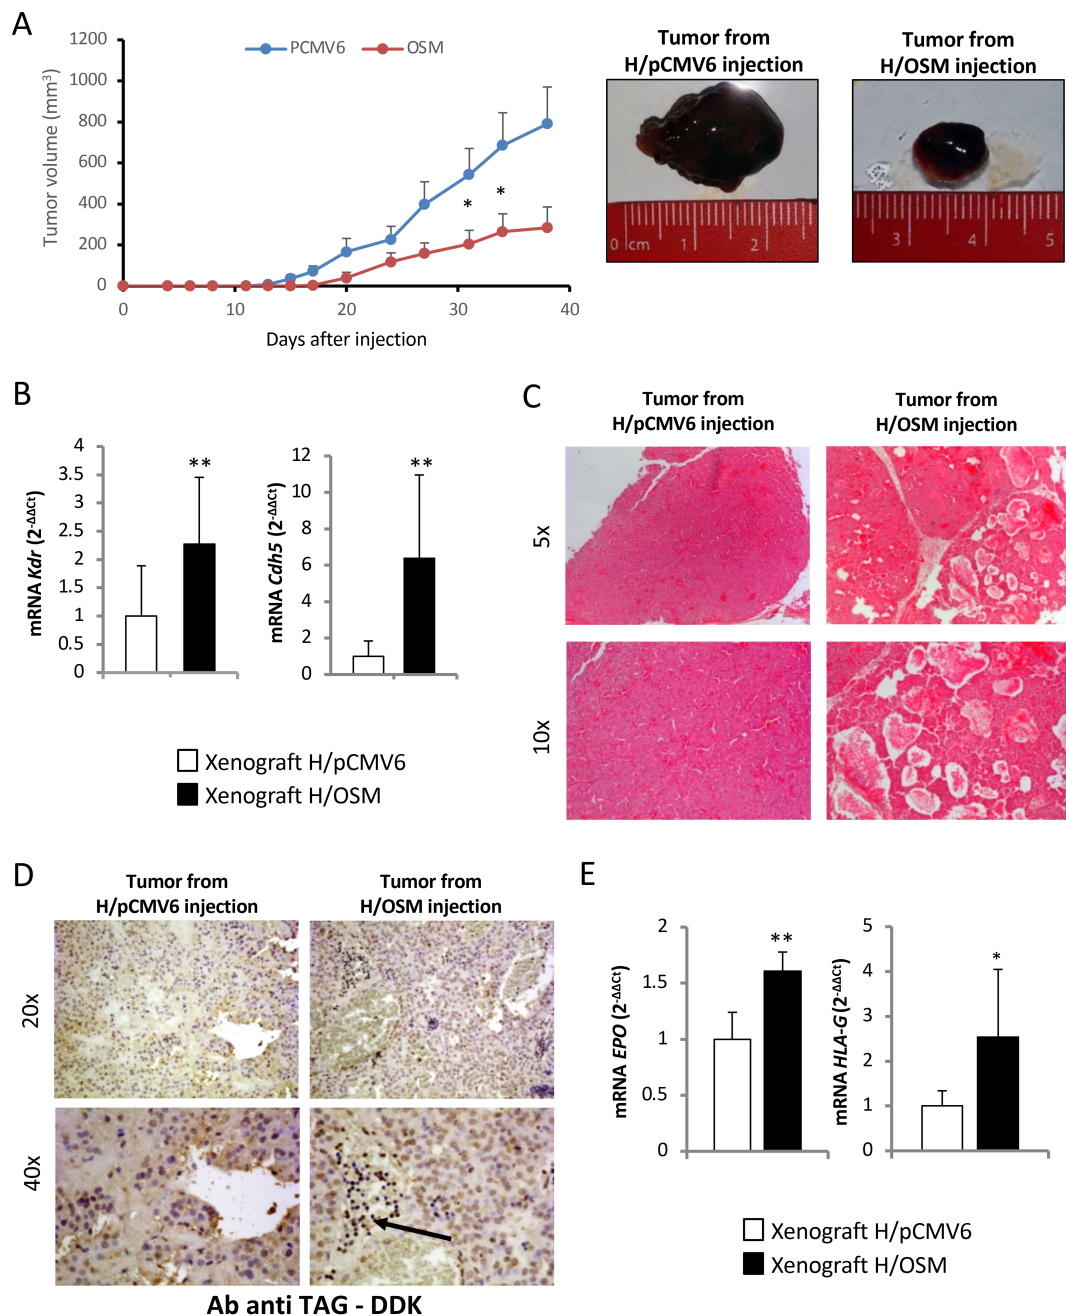 A
1200
1000
800
600
400
200
0
Tumor volume (mm³)
PCMV6
OSM
*
*
0
10
20
30
40
Days after injection
Tumor from
H/pCMV6 injection
0 cm 1 2
Tumor from
H/OSM injection
3 4 5
B
4
3.5
3
2.5
2
1.5
1
0.5
0
mRNA Kdr (2-ΔΔCt)
**
12
10
8
6
4
2
0
mRNA Cdh5 (2-ΔΔCt)
**
Xenograft H/pCMV6
Xenograft H/OSM
C
Tumor from
H/pCMV6 injection
Tumor from
H/OSM injection
5x
10x
D
Tumor from
H/pCMV6 injection
Tumor from
H/OSM injection
20x
40x
Ab anti TAG - DDK
E
2
1.5
1
0.5
0
mRNA EPO (2-ΔΔCt)
**
5
4
3
2
1
0
mRNA HLA-G (2-ΔΔCt)
*
Xenograft H/pCMV6
Xenograft H/OSM